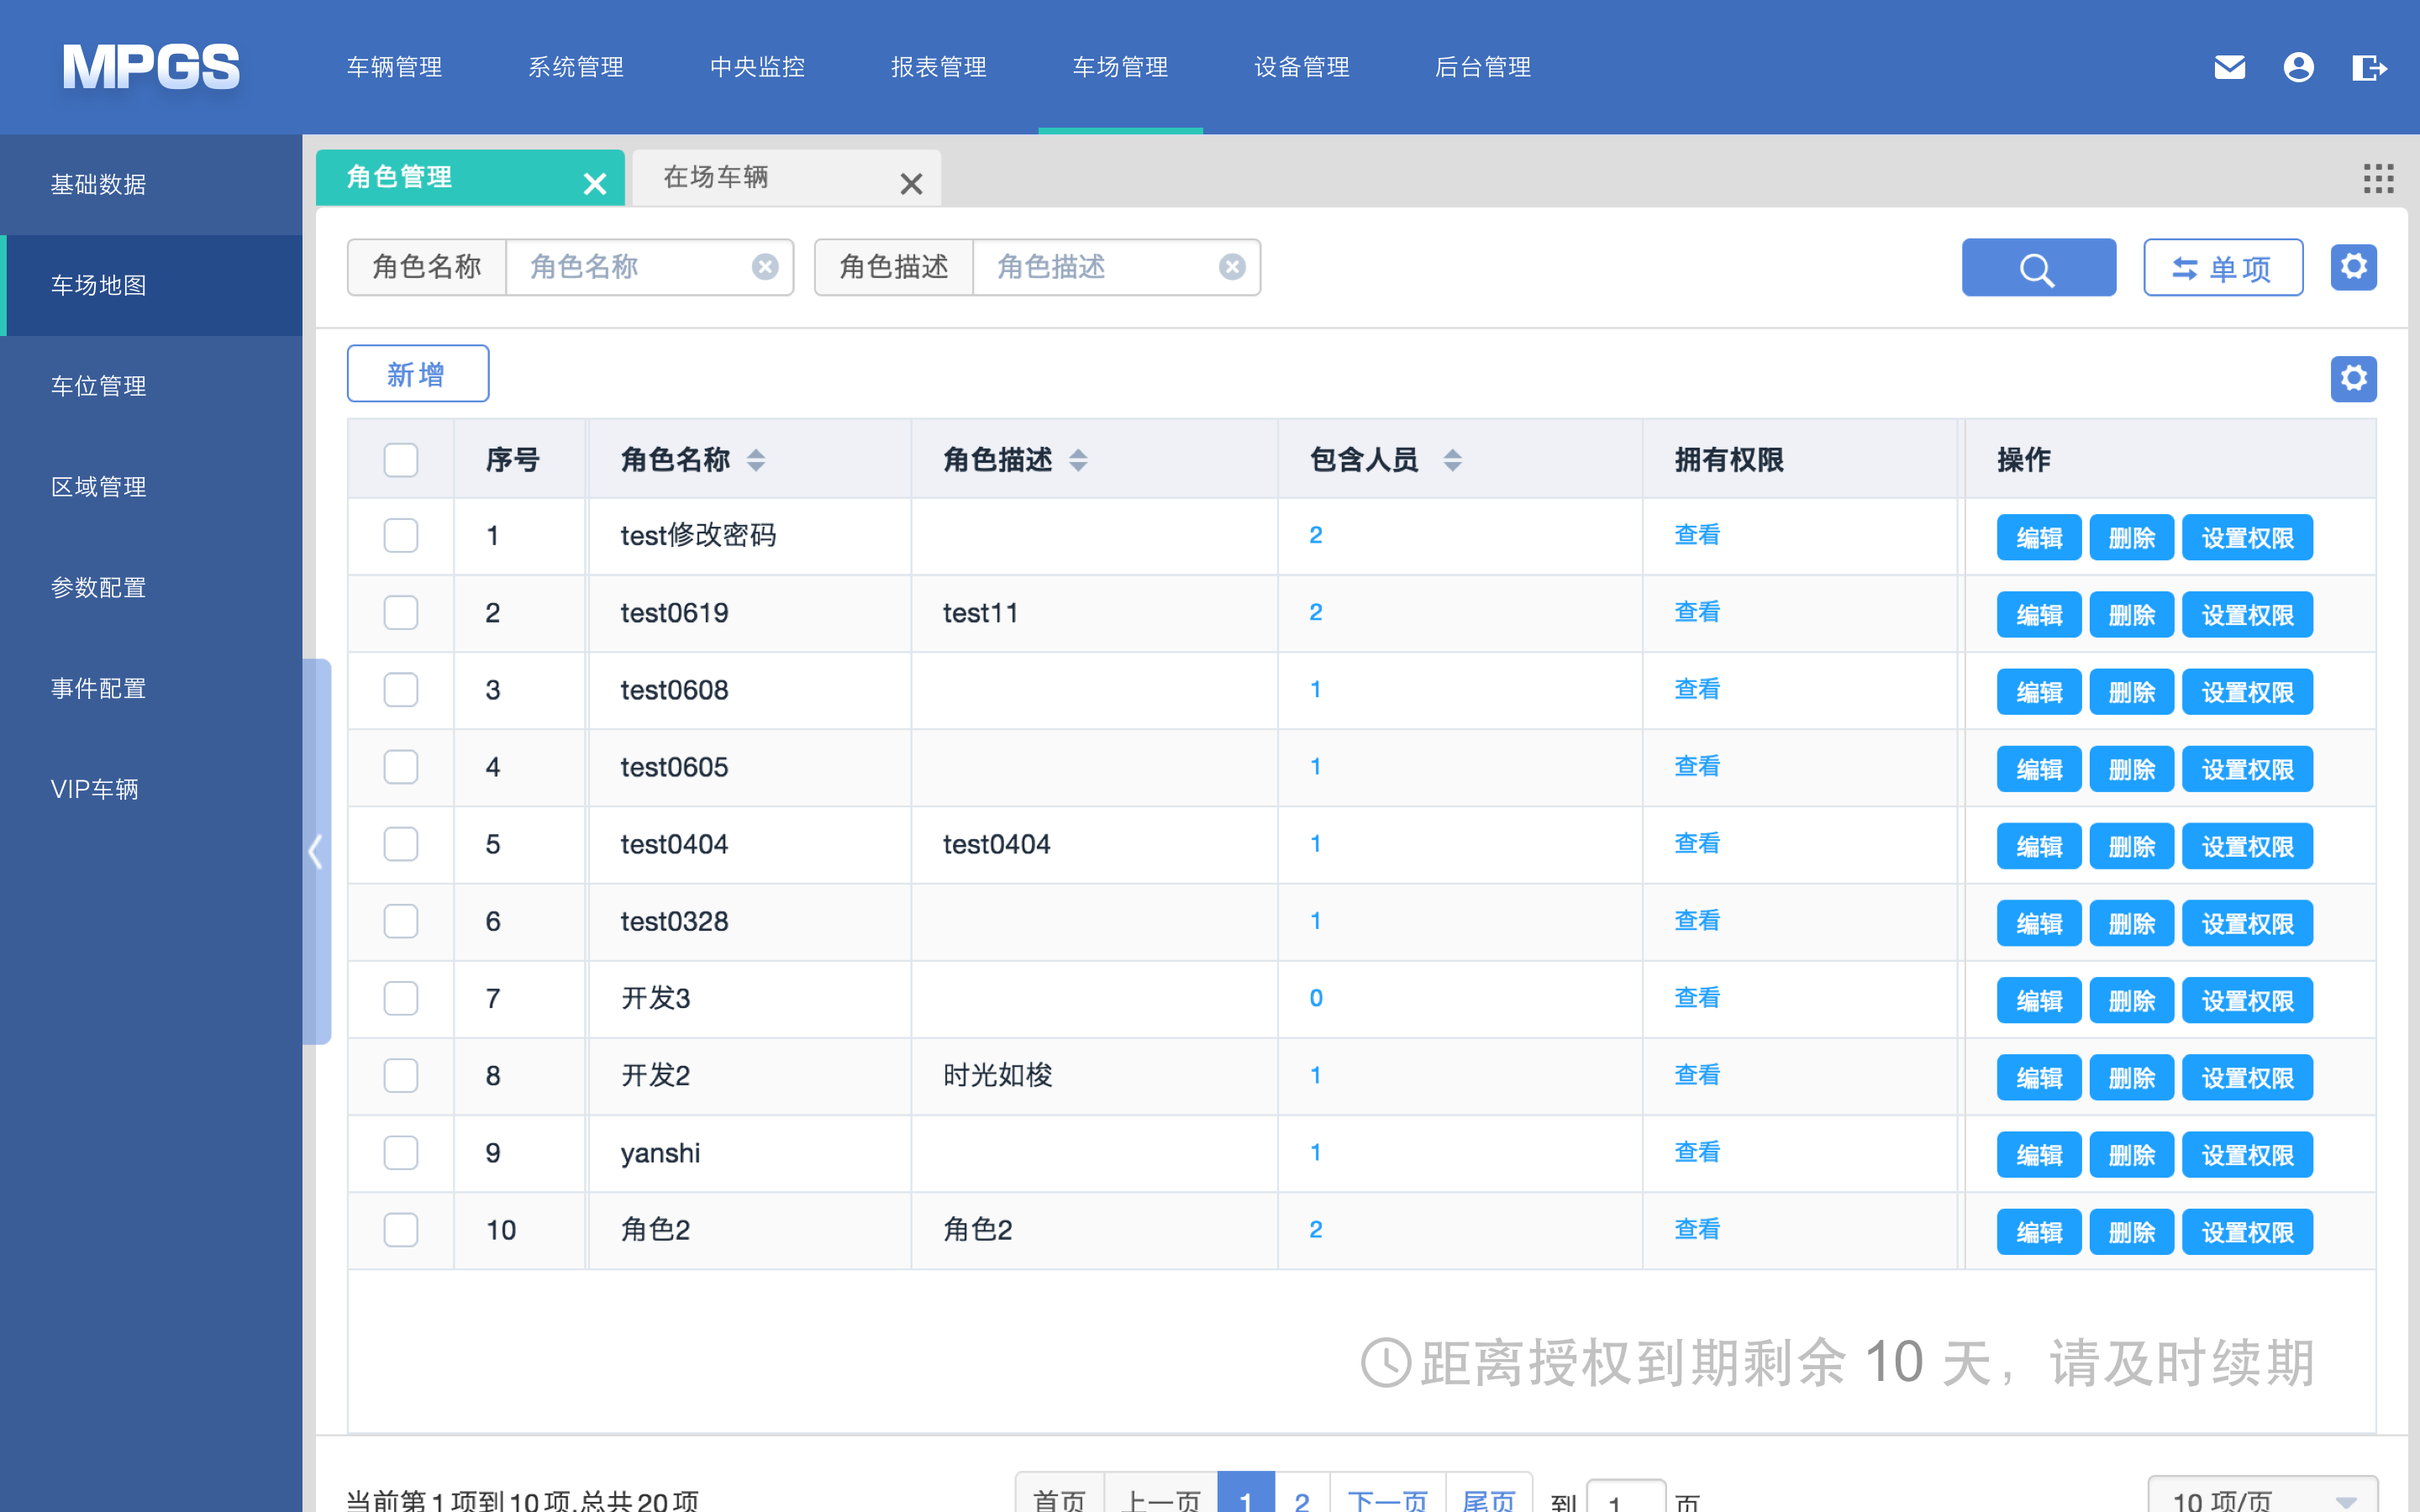 MPGS 车辆管理 系统管理 中央监控 报表管理 车场管理 设备管理 后台管理
基础数据
车场地图
车位管理
区域管理
参数配置
事件配置
VIP车辆
角色管理 在场车辆
角色名称 角色名称 角色描述 角色描述 单项
新增
序号 角色名称 角色描述 包含人员 拥有权限 操作
1 test修改密码 2 查看 编辑 删除 设置权限
2 test0619 test11 2 查看 编辑 删除 设置权限
3 test0608 1 查看 编辑 删除 设置权限
4 test0605 1 查看 编辑 删除 设置权限
5 test0404 test0404 1 查看 编辑 删除 设置权限
6 test0328 1 查看 编辑 删除 设置权限
7 开发3 0 查看 编辑 删除 设置权限
8 开发2 时光如梭 1 查看 编辑 删除 设置权限
9 yanshi 1 查看 编辑 删除 设置权限
10 角色2 角色2 2 查看 编辑 删除 设置权限
距离授权到期剩余 10 天，请及时续期
当前第1项到10项,总共20项 首页 上一页 1 2 下一页 尾页 到 1 页 10 项/页